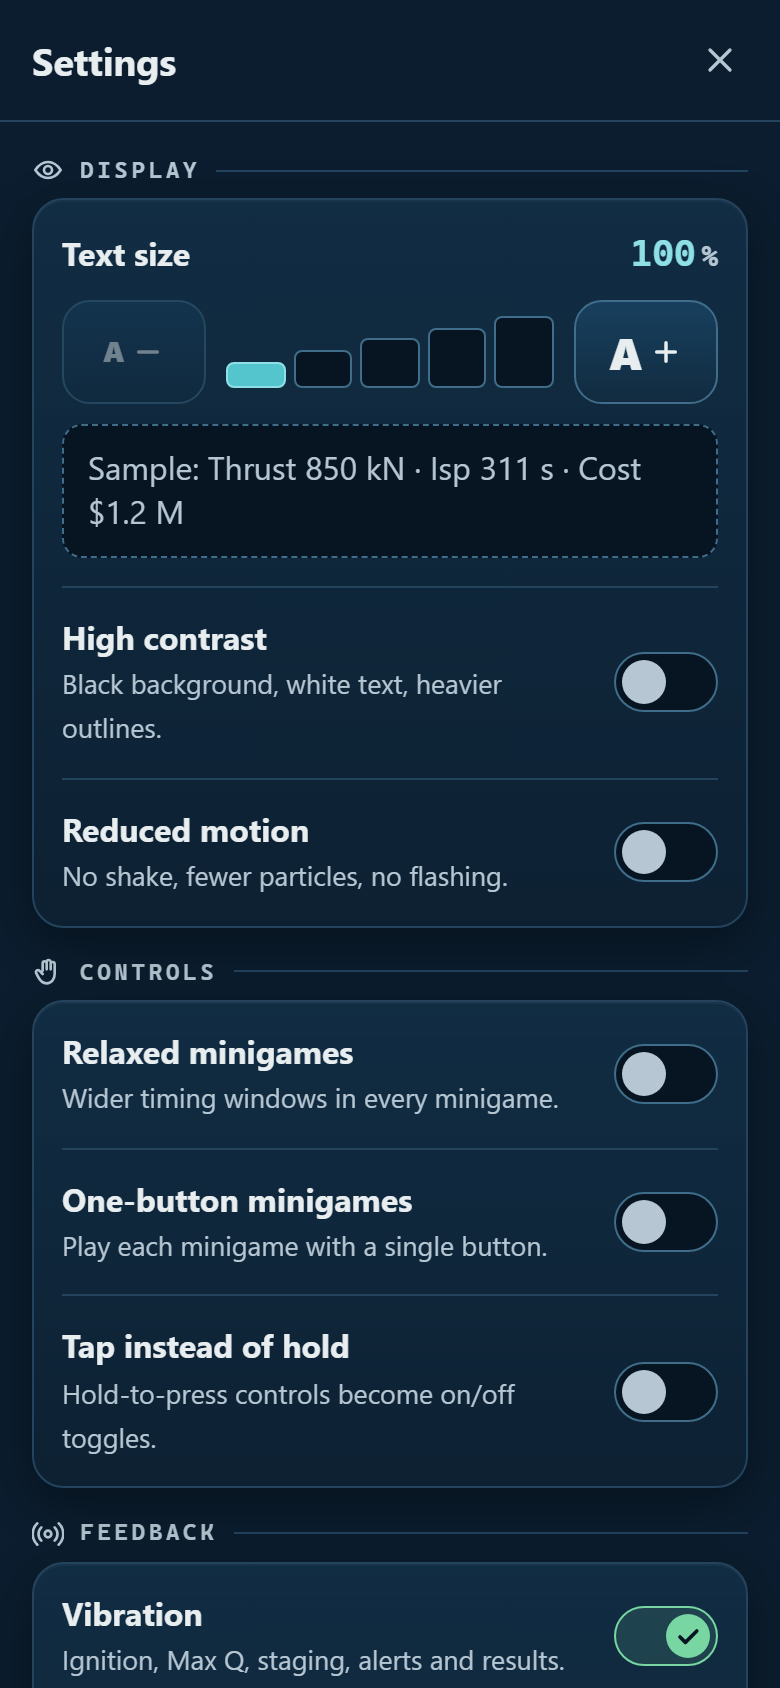 Settings
DISPLAY
Text size
100 %
A −
A +
Sample: Thrust 850 kN · Isp 311 s · Cost
$1.2 M
High contrast
Black background, white text, heavier
outlines.
Reduced motion
No shake, fewer particles, no flashing.
CONTROLS
Relaxed minigames
Wider timing windows in every minigame.
One-button minigames
Play each minigame with a single button.
Tap instead of hold
Hold-to-press controls become on/off
toggles.
FEEDBACK
Vibration
Ignition, Max Q, staging, alerts and results.